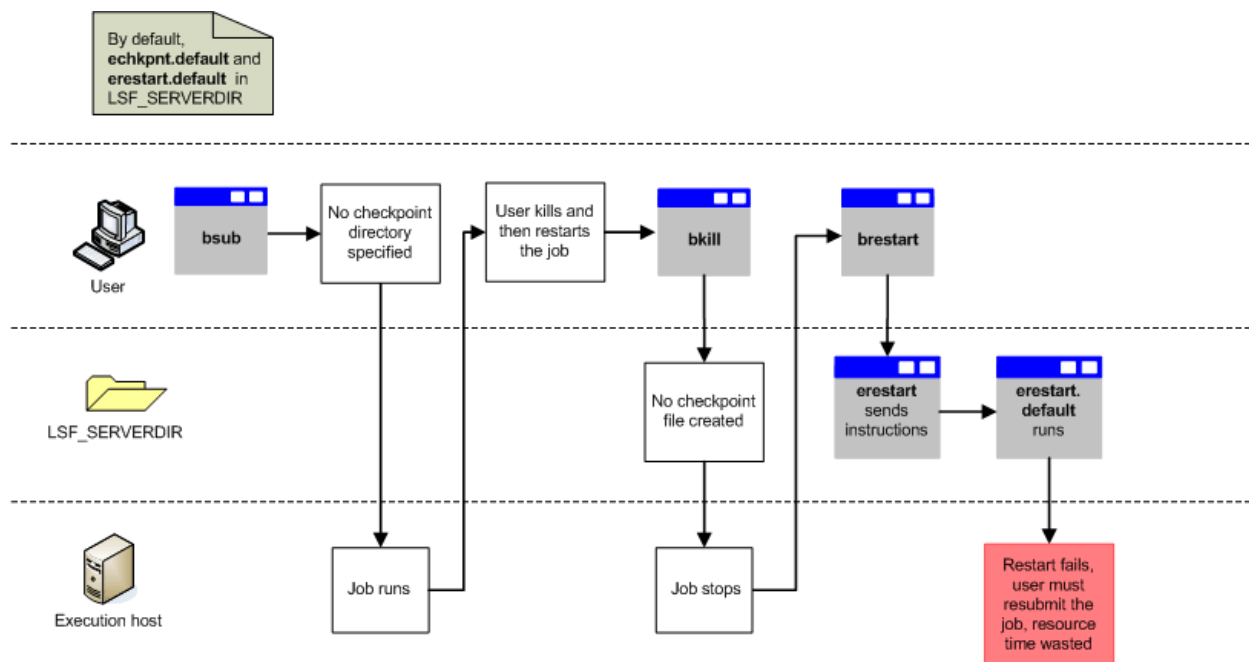 By default,
echkpnt.default and
erestart.default in
LSF_SERVERDIR
User
bsub
No checkpoint
directory
specified
User kills and
then restarts
the job
bkill
brestart
LSF_SERVERDIR
No checkpoint
file created
erestart
sends
instructions
erestart.
default
runs
Execution host
Job runs
Job stops
Restart fails,
user must
resubmit the
job, resource
time wasted